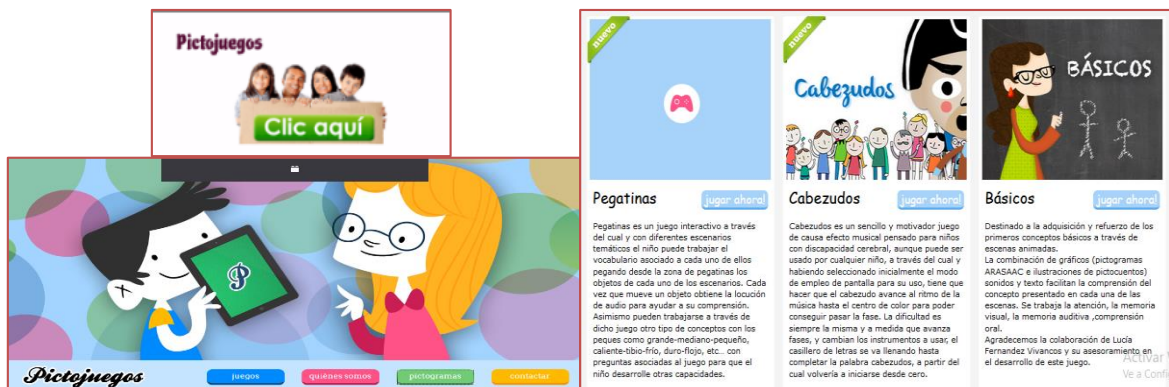 Pictojuegos
Clic aquí
Pictojuegos
juegos
quiénes somos
pictogramas
contactar
nuevo
Pegatinas
jugar ahora!
Pegatinas es un juego interactivo a través
del cual y con diferentes escenarios
temáticos el niño puede trabajar el
vocabulario asociado a cada uno de ellos
pegando desde la zona de pegatinas los
objetos de cada uno de los escenarios. Cada
vez que mueve un objeto obtiene la locución
de audio para ayudar a su comprensión.
Asimismo pueden trabajarse a través de
dicho juego otro tipo de conceptos con los
peques como grande-mediano-pequeño,
caliente-tibio-frío, duro-flojo, etc... con
preguntas asociadas al juego para que el
niño desarrolle otras capacidades.
nuevo
Cabezudos
Cabezudos
jugar ahora!
Cabezudos es un sencillo y motivador juego
de causa efecto musical pensado para niños
con discapacidad cerebral, aunque puede ser
usado por cualquier niño, a través del cual y
habiendo seleccionado inicialmente el modo
de empleo de pantalla para su uso, tiene que
hacer que el cabezudo avance al ritmo de la
música hasta el centro de color para poder
conseguir pasar la fase. La dificultad es
siempre la misma y a medida que avanza
fases, y cambian los instrumentos a usar, el
casillero de letras se va llenando hasta
completar la palabra cabezudos, a partir del
cual volvería a iniciarse desde cero.
BÁSICOS
Básicos
jugar ahora!
Destinado a la adquisición y refuerzo de los
primeros conceptos básicos a través de
escenas animadas.
La combinación de gráficos (pictogramas
ARASAAC e ilustraciones de pictocuentos)
sonidos y texto facilitan la comprensión del
concepto presentado en cada una de las
escenas. Se trabaja la atención, la memoria
visual, la memoria auditiva ,comprensión
oral.
Agradecemos la colaboración de Lucía
Fernandez Vivancos y su asesoramiento en
el desarrollo de este juego.
Activar
Ve a Confi